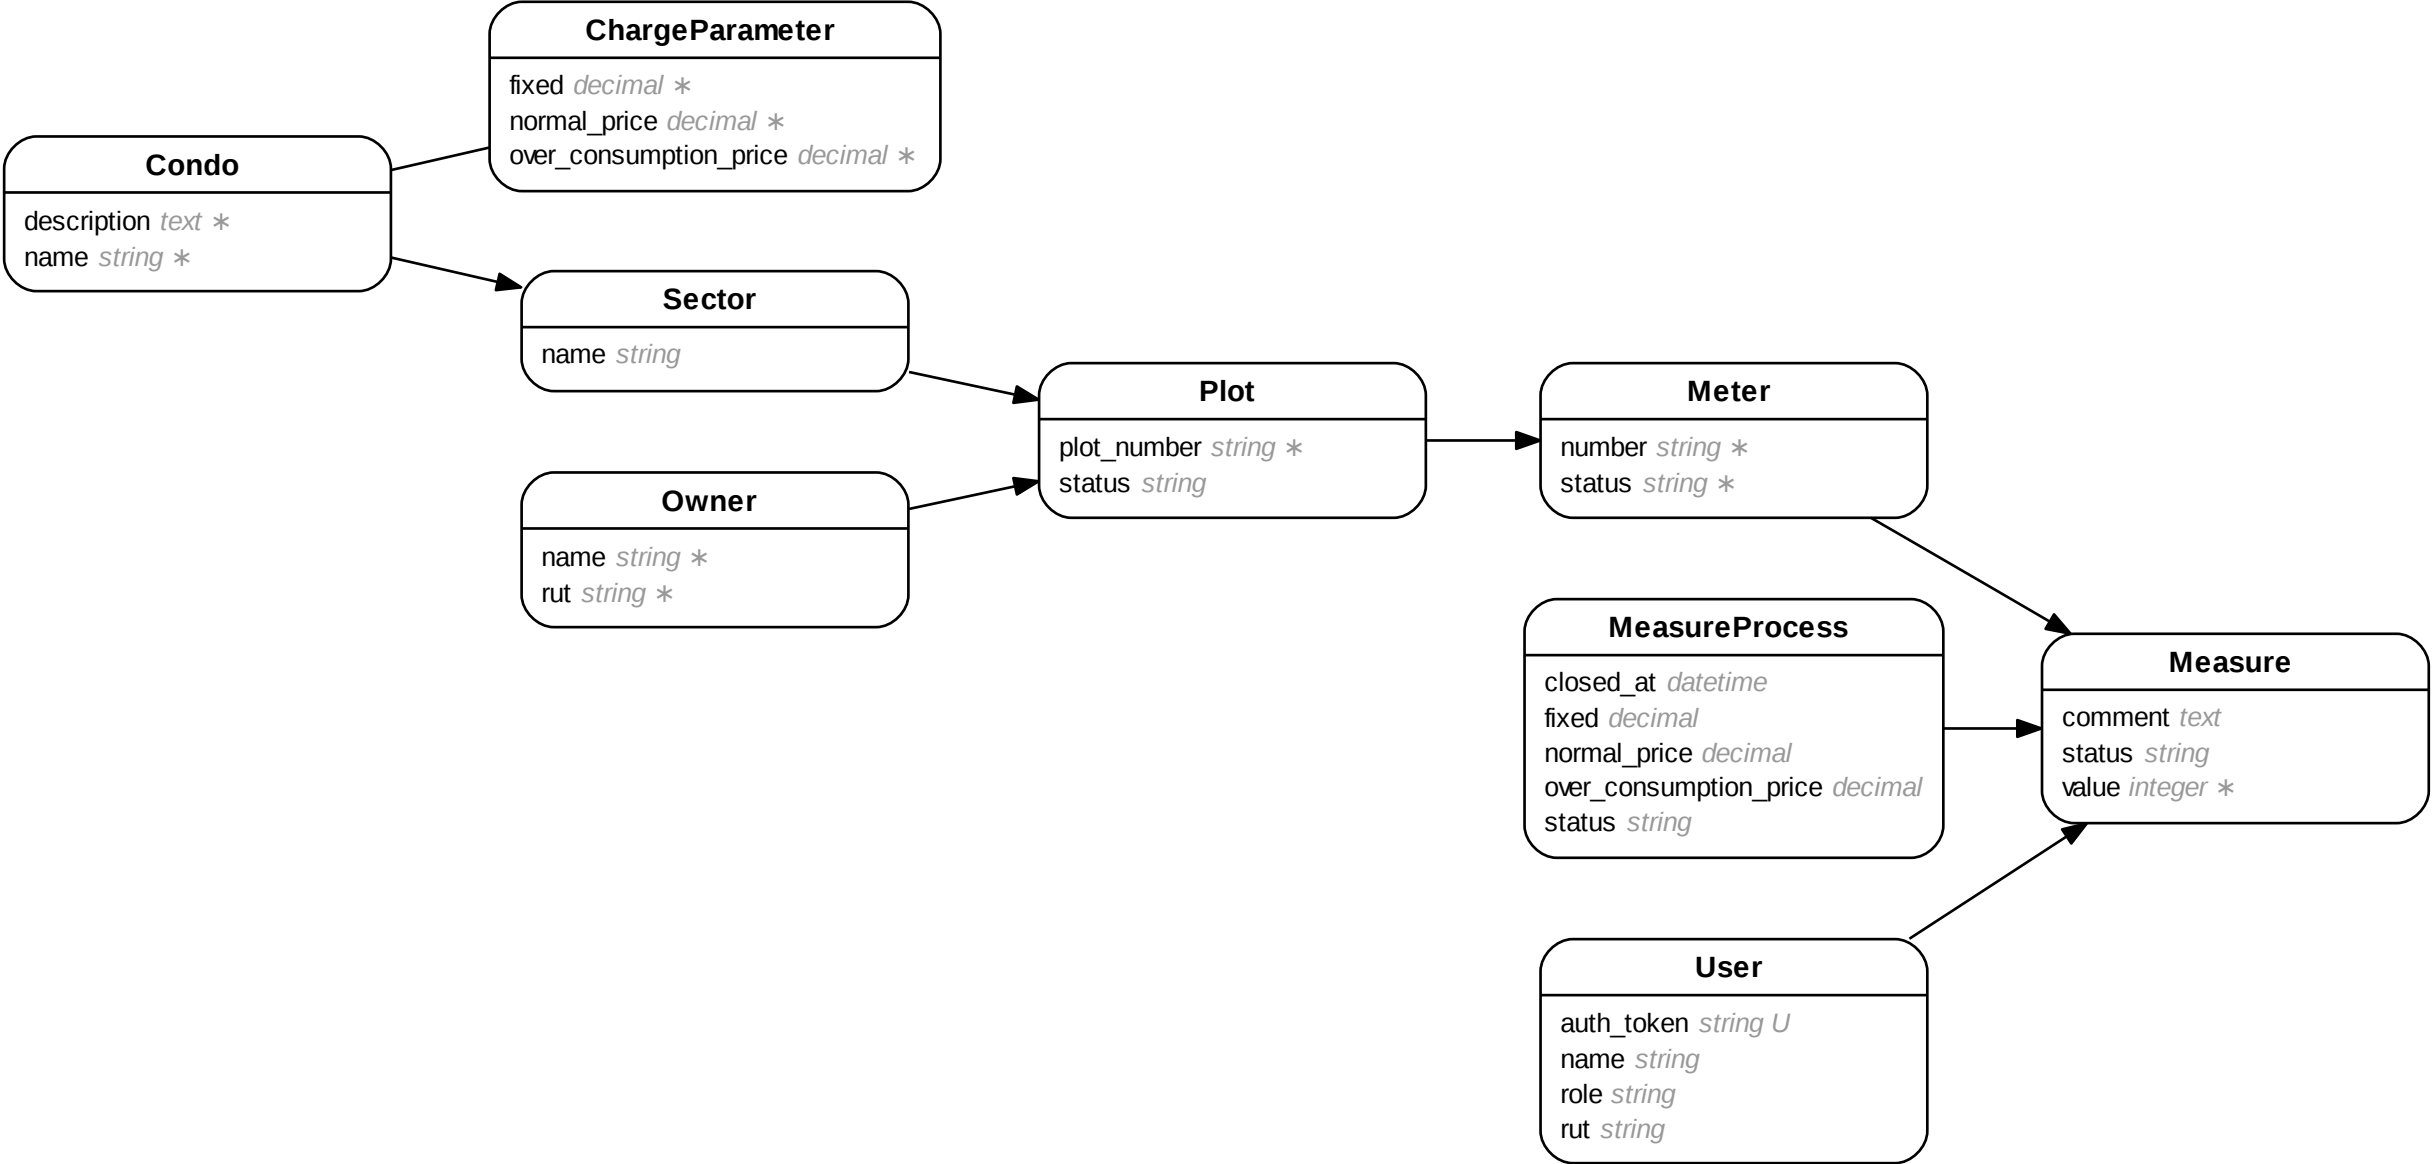 ChargeParameter
fixed decimal ∗
normal_price decimal ∗
over_consumption_price decimal ∗
Condo
description text ∗
name string ∗
Sector
name string
Owner
name string ∗
rut string ∗
Plot
plot_number string ∗
status string
Meter
number string ∗
status string ∗
MeasureProcess
closed_at datetime
fixed decimal
normal_price decimal
over_consumption_price decimal
status string
Measure
comment text
status string
value integer ∗
User
auth_token string U
name string
role string
rut string